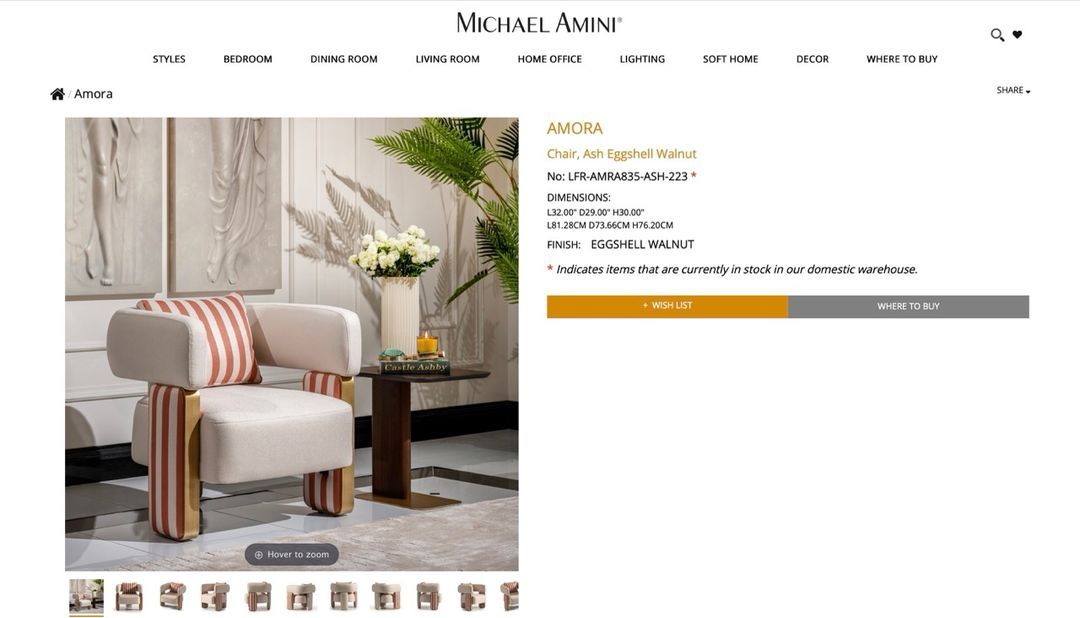 MICHAEL AMINI®
STYLES BEDROOM DINING ROOM LIVING ROOM HOME OFFICE LIGHTING SOFT HOME DECOR WHERE TO BUY
/ Amora
SHARE
AMORA
Chair, Ash Eggshell Walnut
No: LFR-AMRA835-ASH-223 *
DIMENSIONS:
L32.00" D29.00" H30.00"
L81.28CM D73.66CM H76.20CM
FINISH: EGGSHELL WALNUT
* Indicates items that are currently in stock in our domestic warehouse.
+ WISH LIST
WHERE TO BUY
Castle Ashby
Hover to zoom